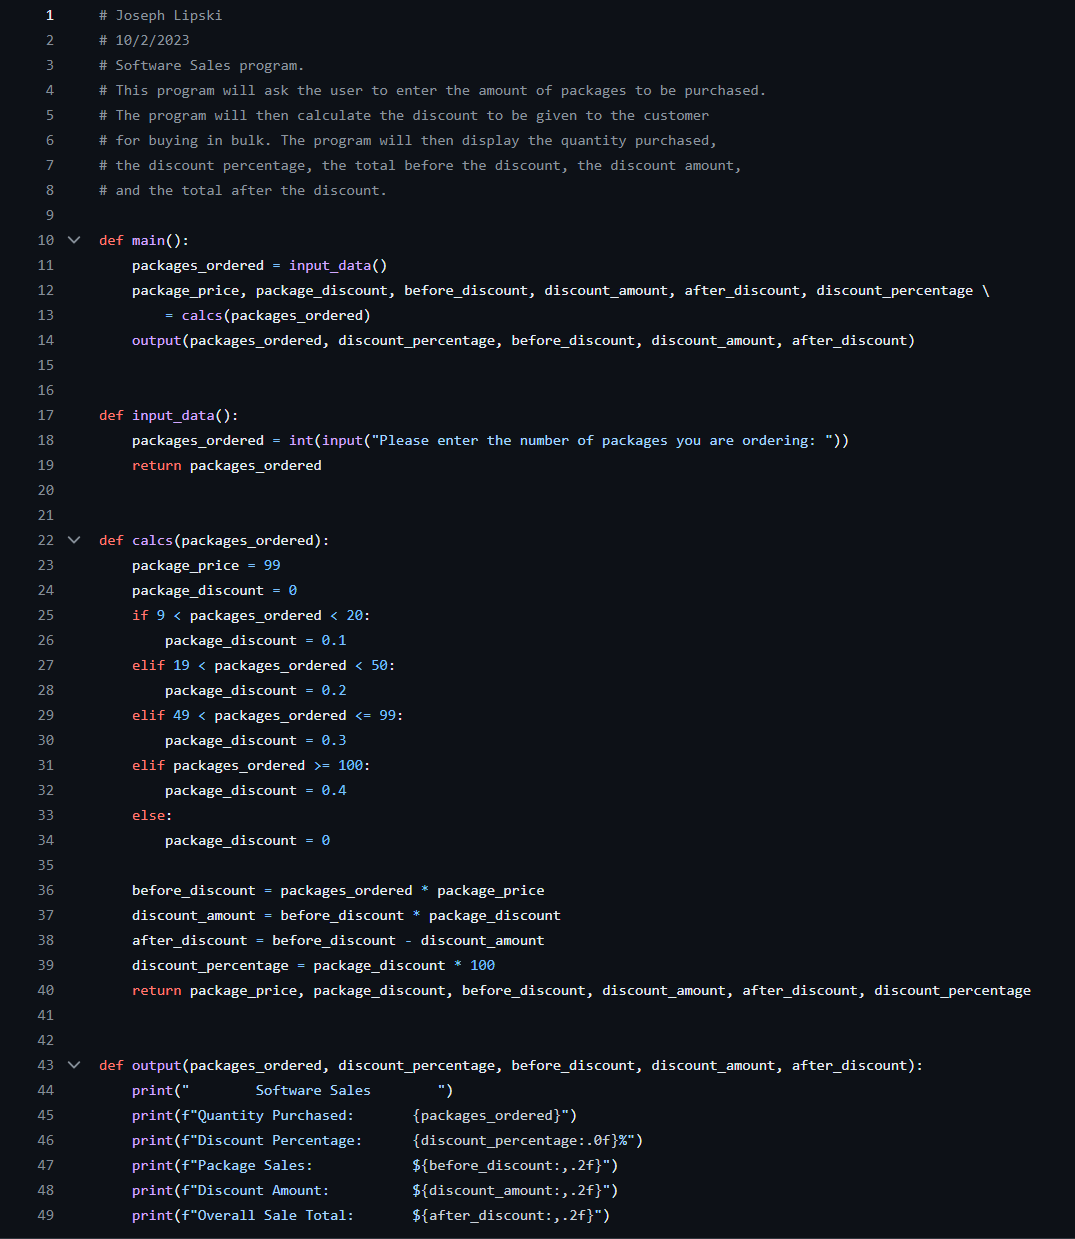 1 # Joseph Lipski
2 # 10/2/2023
3 # Software Sales program.
4 # This program will ask the user to enter the amount of packages to be purchased.
5 # The program will then calculate the discount to be given to the customer
6 # for buying in bulk. The program will then display the quantity purchased,
7 # the discount percentage, the total before the discount, the discount amount,
8 # and the total after the discount.
9
10 def main():
11     packages_ordered = input_data()
12     package_price, package_discount, before_discount, discount_amount, after_discount, discount_percentage \
13         = calcs(packages_ordered)
14     output(packages_ordered, discount_percentage, before_discount, discount_amount, after_discount)
15
16
17 def input_data():
18     packages_ordered = int(input("Please enter the number of packages you are ordering: "))
19     return packages_ordered
20
21
22 def calcs(packages_ordered):
23     package_price = 99
24     package_discount = 0
25     if 9 < packages_ordered < 20:
26         package_discount = 0.1
27     elif 19 < packages_ordered < 50:
28         package_discount = 0.2
29     elif 49 < packages_ordered <= 99:
30         package_discount = 0.3
31     elif packages_ordered >= 100:
32         package_discount = 0.4
33     else:
34         package_discount = 0
35
36     before_discount = packages_ordered * package_price
37     discount_amount = before_discount * package_discount
38     after_discount = before_discount - discount_amount
39     discount_percentage = package_discount * 100
40     return package_price, package_discount, before_discount, discount_amount, after_discount, discount_percentage
41
42
43 def output(packages_ordered, discount_percentage, before_discount, discount_amount, after_discount):
44     print("        Software Sales        ")
45     print(f"Quantity Purchased:       {packages_ordered}")
46     print(f"Discount Percentage:      {discount_percentage:.0f}%")
47     print(f"Package Sales:            ${before_discount:,.2f}")
48     print(f"Discount Amount:          ${discount_amount:,.2f}")
49     print(f"Overall Sale Total:       ${after_discount:,.2f}")